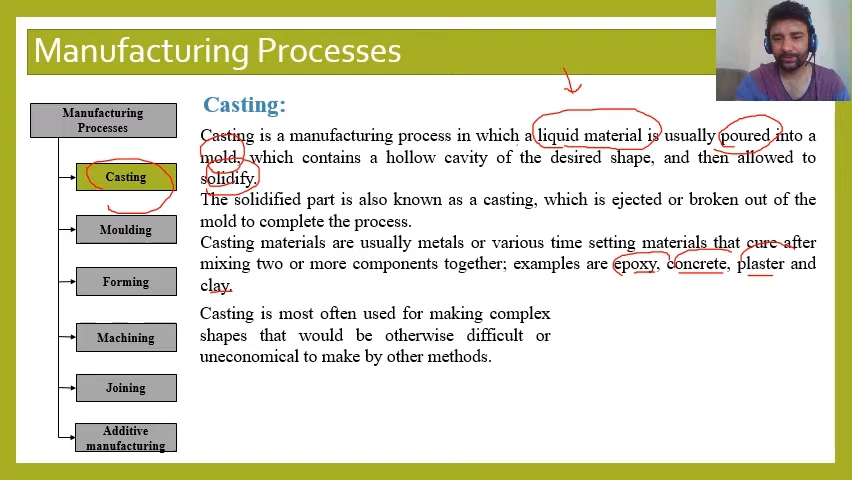 Manufacturing Processes
Manufacturing
Processes
Casting
Moulding
Forming
Machining
Joining
Additive
manufacturing
Casting:
Casting is a manufacturing process in which a liquid material is usually poured into a
mold, which contains a hollow cavity of the desired shape, and then allowed to
solidify.
The solidified part is also known as a casting, which is ejected or broken out of the
mold to complete the process.
Casting materials are usually metals or various time setting materials that cure after
mixing two or more components together; examples are epoxy, concrete, plaster and
clay.
Casting is most often used for making complex
shapes that would be otherwise difficult or
uneconomical to make by other methods.